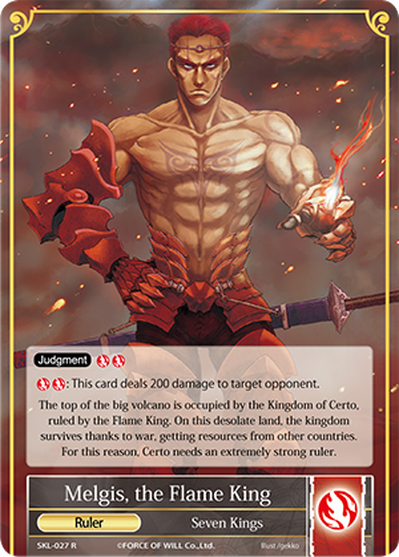 Judgment
: This card deals 200 damage to target opponent.
The top of the big volcano is occupied by the Kingdom of Certo,
ruled by the Flame King. On this desolate land, the kingdom
survives thanks to war, getting resources from other countries.
For this reason, Certo needs an extremely strong ruler.
Melgis, the Flame King
Ruler Seven Kings
SKL-027 R ©FORCE OF WILL Co.,Ltd. Illust./gekko